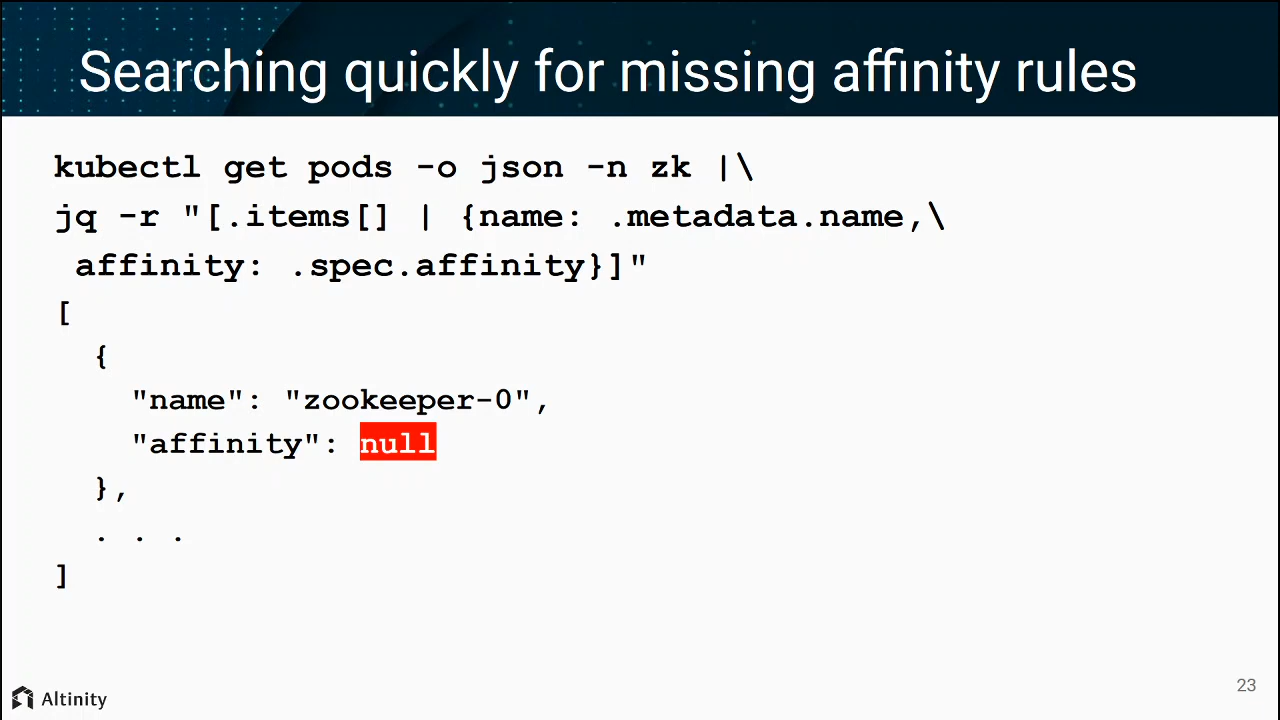 Searching quickly for missing affinity rules
kubectl get pods -o json -n zk |\
jq -r "[.items[] | {name: .metadata.name,\
 affinity: .spec.affinity}]"
[
  {
    "name": "zookeeper-0",
    "affinity": null
  },
  . . .
]
Altinity
23